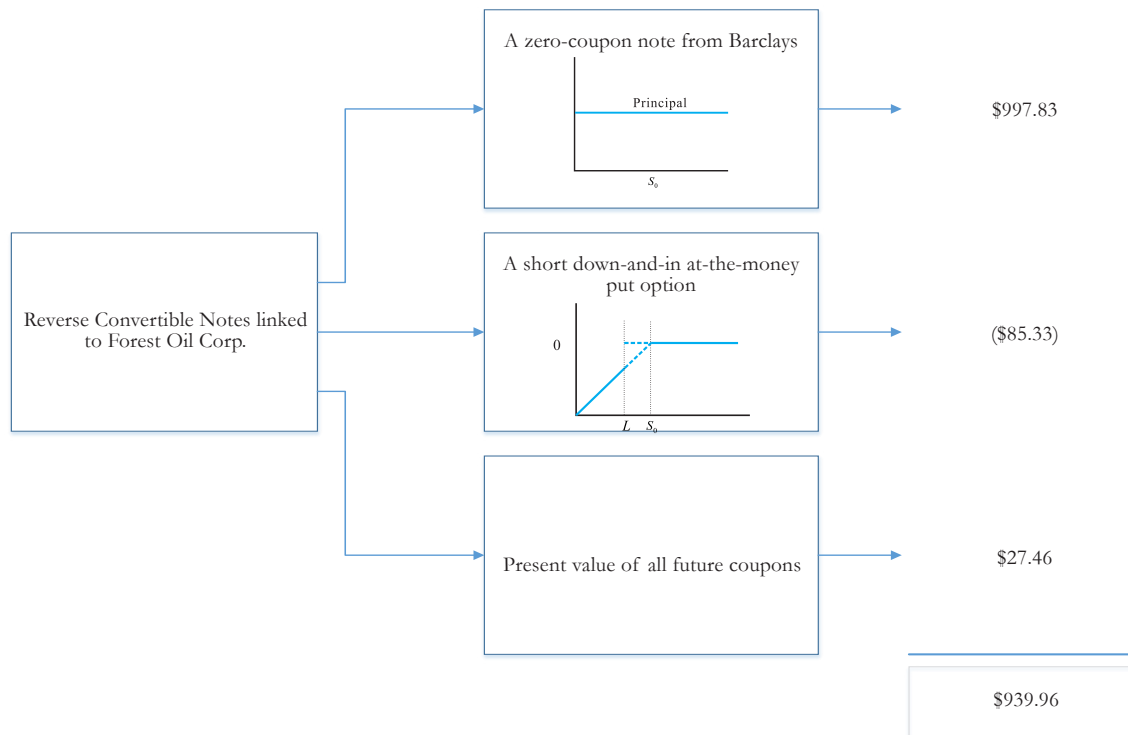 A zero-coupon note from Barclays
Principal
S₀
$997.83
Reverse Convertible Notes linked
to Forest Oil Corp.
A short down-and-in at-the-money
put option
0
L S₀
($85.33)
Present value of all future coupons
$27.46
$939.96